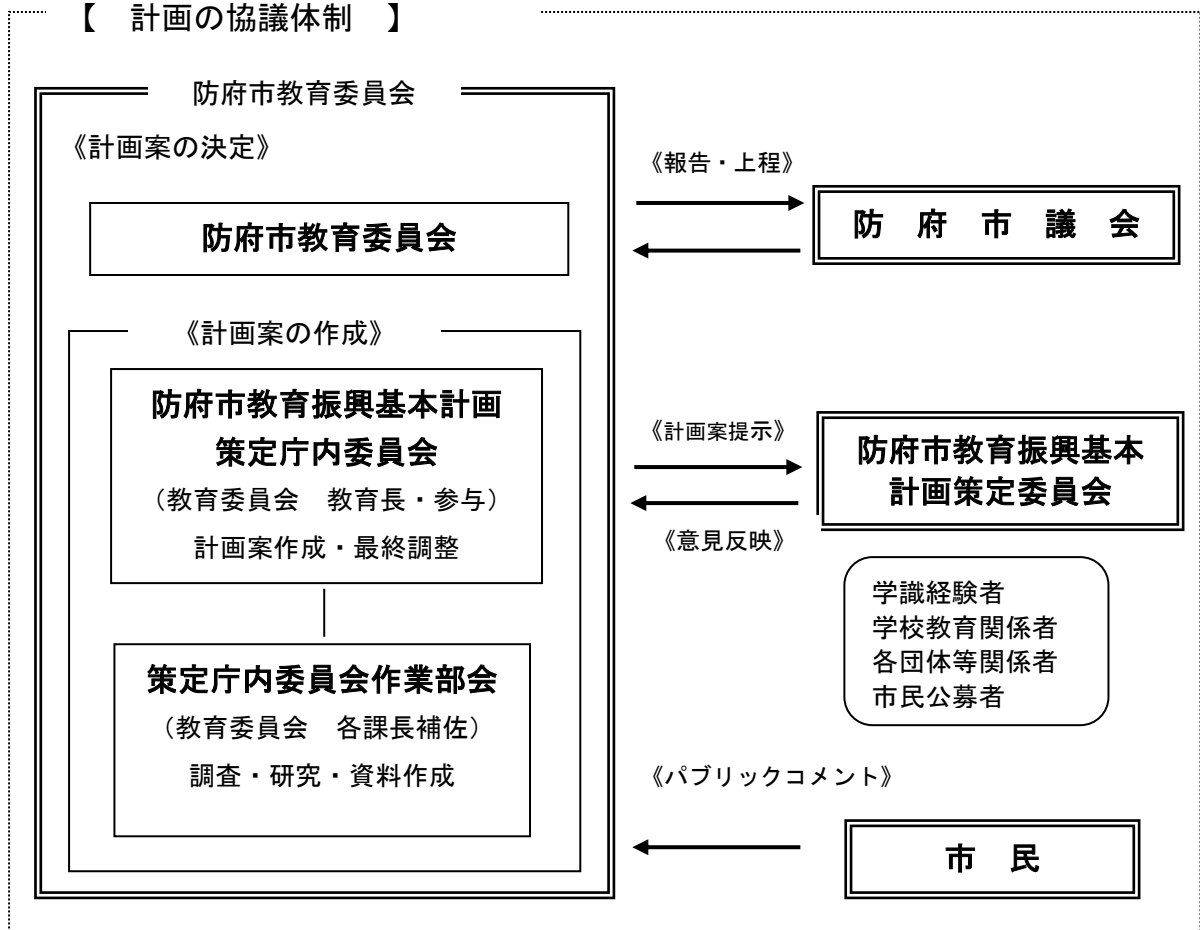 【　計画の協議体制　】
防府市教育委員会
《計画案の決定》
防府市教育委員会
《計画案の作成》
防府市教育振興基本計画
策定庁内委員会
（教育委員会　教育長・参与）
計画案作成・最終調整
策定庁内委員会作業部会
（教育委員会　各課長補佐）
調査・研究・資料作成
《報告・上程》
防　府　市　議　会
《計画案提示》
《意見反映》
防府市教育振興基本
計画策定委員会
学識経験者
学校教育関係者
各団体等関係者
市民公募者
《パブリックコメント》
市　民